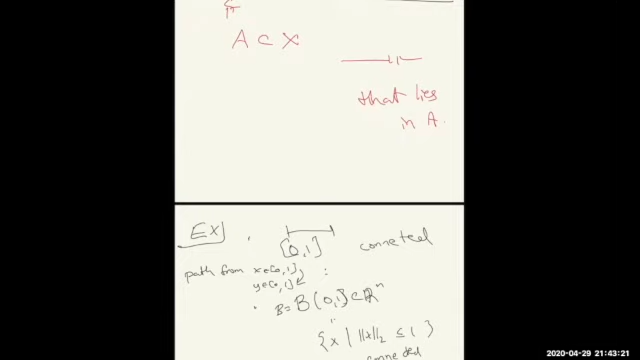 A ⊂ X
that lies
in A.
EX
[0,1] connected
path from x∈[0,1]
y∈[0,1]
B = B(0,1) ⊂ ℝⁿ
{x | ||x||₂ ≤ 1}
connected
2020-04-29 21:43:21